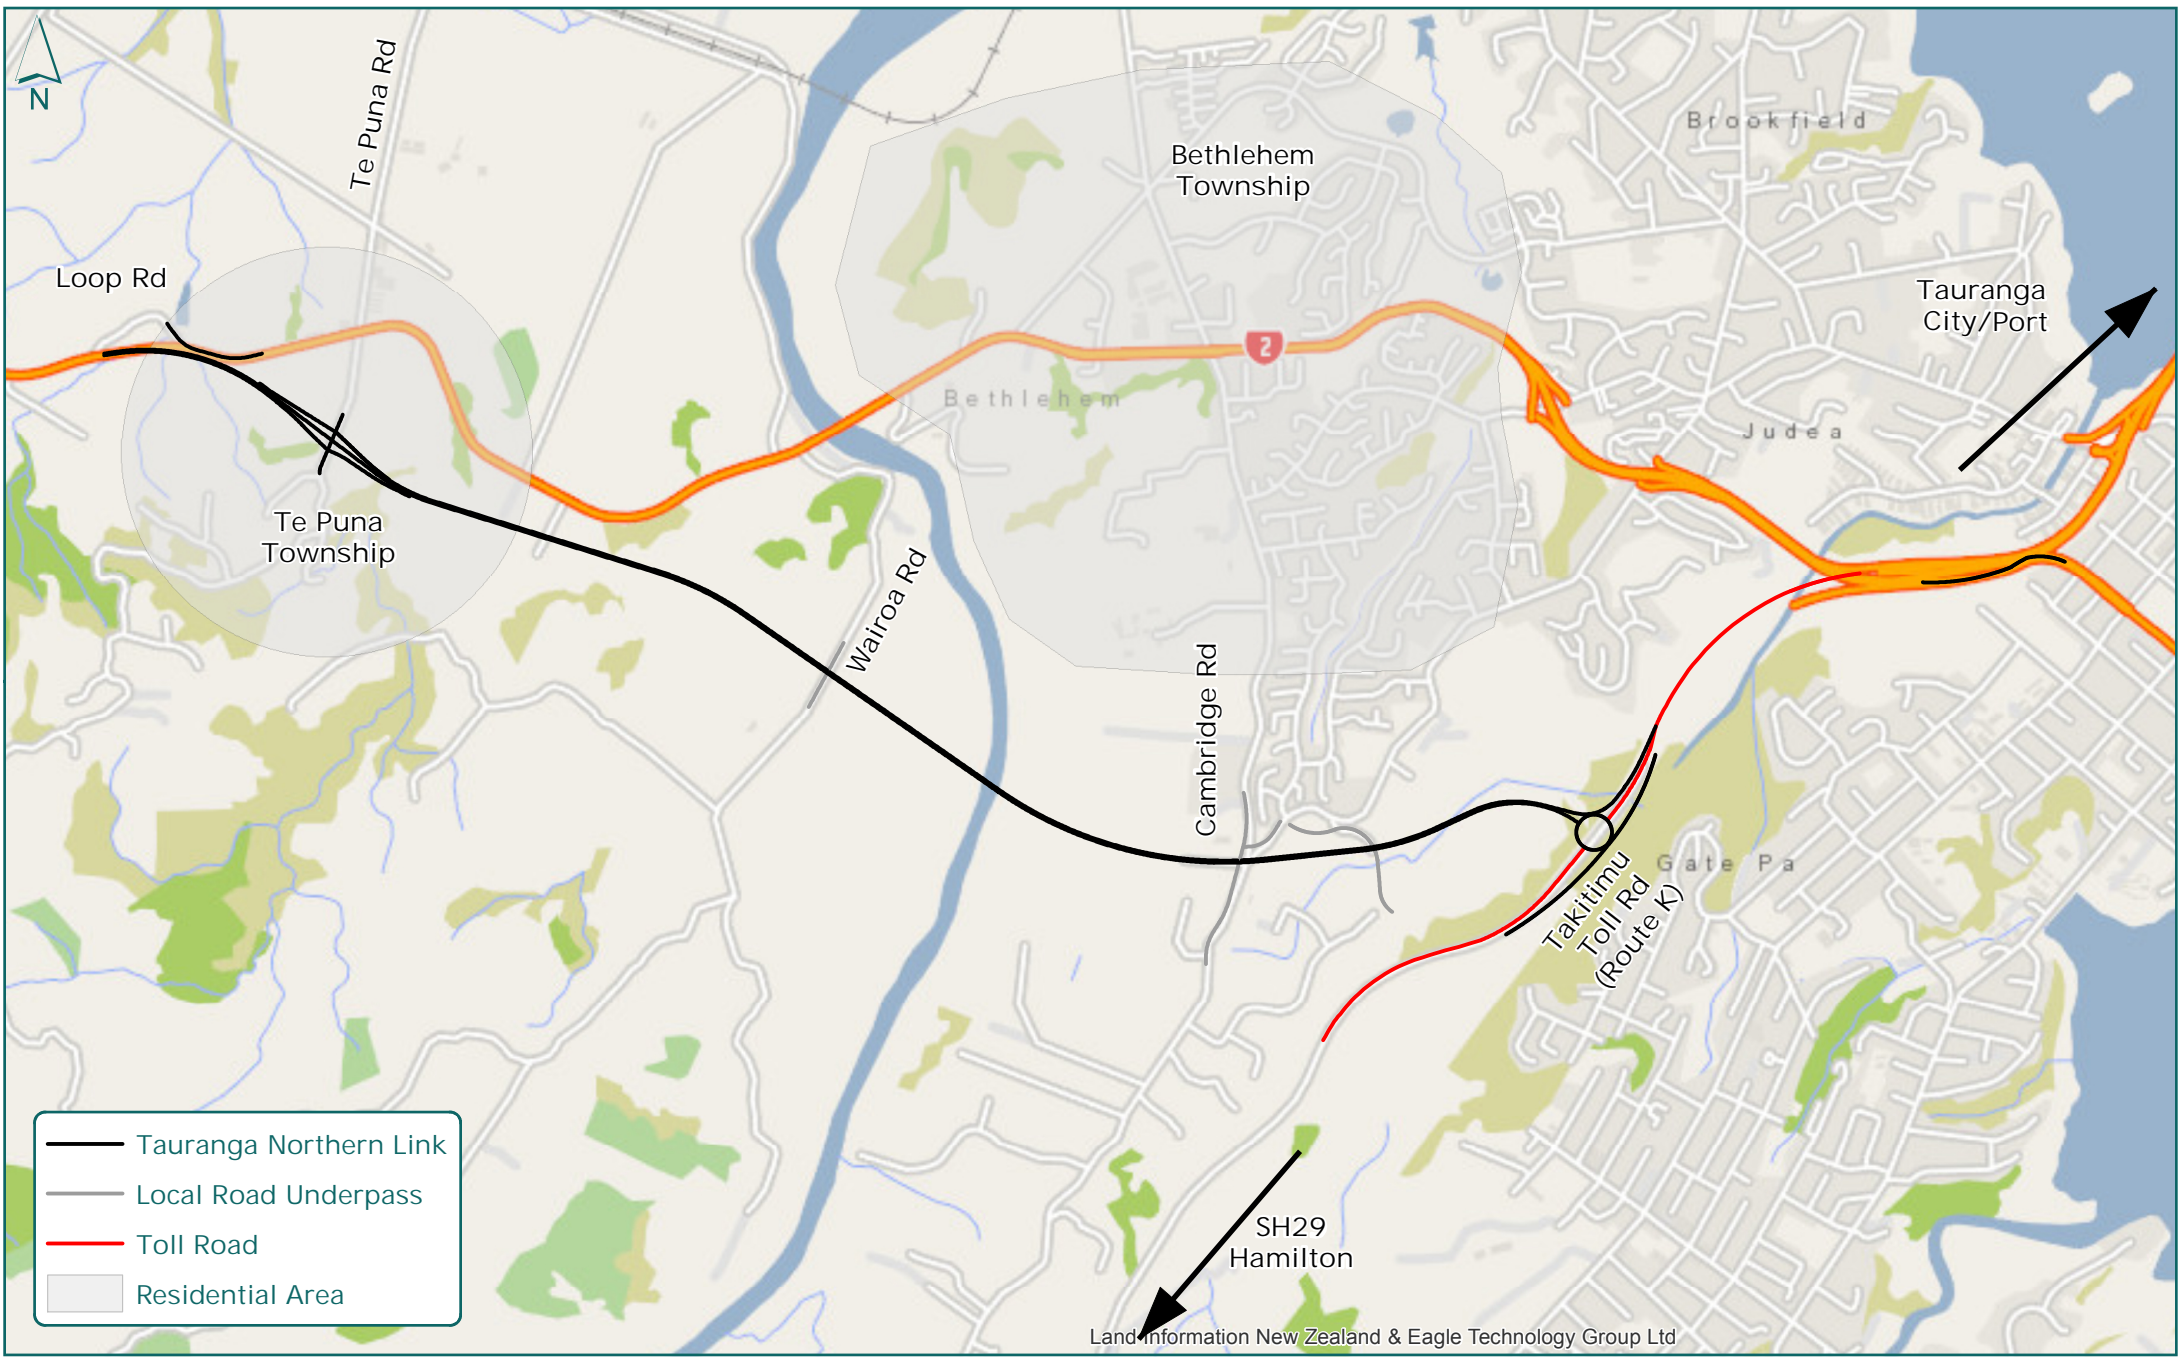 N
Te Puna Rd
Loop Rd
Bethlehem
Township
Brookfield
Tauranga
City/Port
2
Bethlehem
Judea
Te Puna
Township
Wairoa Rd
Cambridge Rd
Gate Pa
Takitimu
Toll Rd
(Route K)
SH29
Hamilton
Tauranga Northern Link
Local Road Underpass
Toll Road
Residential Area
Land Information New Zealand & Eagle Technology Group Ltd